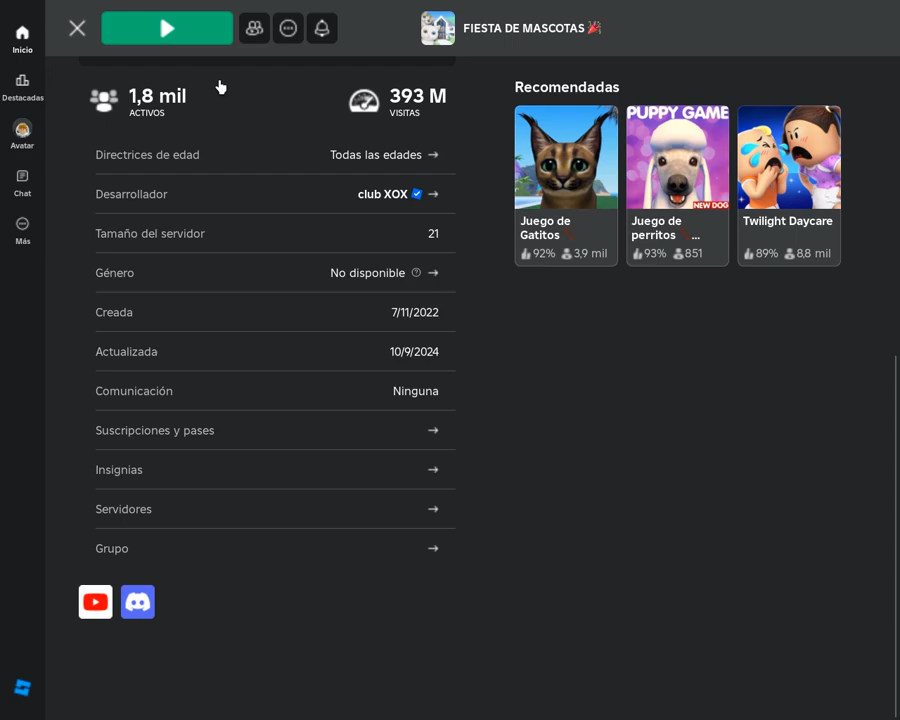 FIESTA DE MASCOTAS 🎉
Inicio
Destacadas
Avatar
Chat
Más
1,8 mil
ACTIVOS
393 M
VISITAS
Directrices de edad Todas las edades →
Desarrollador club XOX →
Tamaño del servidor 21
Género No disponible →
Creada 7/11/2022
Actualizada 10/9/2024
Comunicación Ninguna
Suscripciones y pases →
Insignias →
Servidores →
Grupo →
Recomendadas
PUPPY GAME
NEW DOG
Juego de
Gatitos
92% 3,9 mil
Juego de
perritos ...
93% 851
Twilight Daycare
89% 8,8 mil